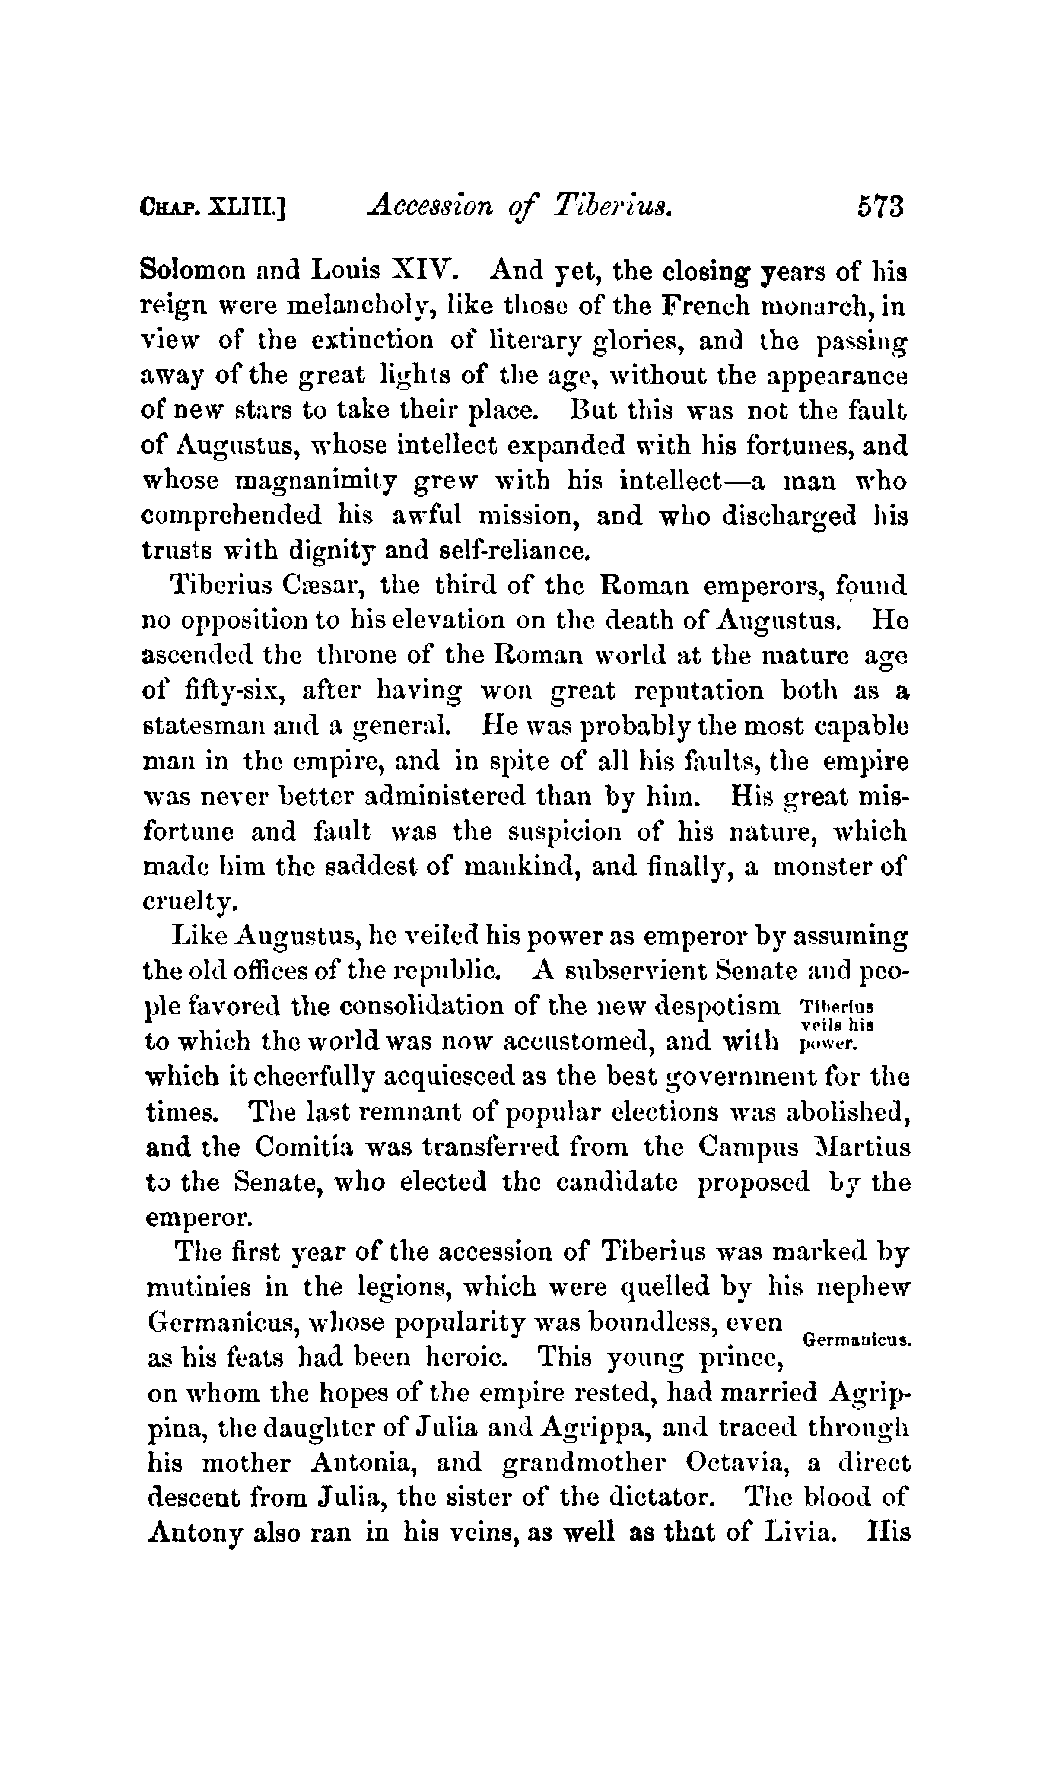 CHAP. XLIII.] Accession of Tiberius. 573
Solomon and Louis XIV. And yet, the closing years of his
reign were melancholy, like those of the French monarch, in
view of the extinction of literary glories, and the passing
away of the great lights of the age, without the appearance
of new stars to take their place. But this was not the fault
of Augustus, whose intellect expanded with his fortunes, and
whose magnanimity grew with his intellect—a man who
comprehended his awful mission, and who discharged his
trusts with dignity and self-reliance.
Tiberius Cæsar, the third of the Roman emperors, found
no opposition to his elevation on the death of Augustus. He
ascended the throne of the Roman world at the mature age
of fifty-six, after having won great reputation both as a
statesman and a general. He was probably the most capable
man in the empire, and in spite of all his faults, the empire
was never better administered than by him. His great mis-
fortune and fault was the suspicion of his nature, which
made him the saddest of mankind, and finally, a monster of
cruelty.
Like Augustus, he veiled his power as emperor by assuming
the old offices of the republic. A subservient Senate and peo-
ple favored the consolidation of the new despotism
to which the world was now accustomed, and with
Tiberius
veils his
power.
which it cheerfully acquiesced as the best government for the
times. The last remnant of popular elections was abolished,
and the Comitia was transferred from the Campus Martius
to the Senate, who elected the candidate proposed by the
emperor.
The first year of the accession of Tiberius was marked by
mutinies in the legions, which were quelled by his nephew
Germanicus, whose popularity was boundless, even
as his feats had been heroic. This young prince,
Germanicus.
on whom the hopes of the empire rested, had married Agrip-
pina, the daughter of Julia and Agrippa, and traced through
his mother Antonia, and grandmother Octavia, a direct
descent from Julia, the sister of the dictator. The blood of
Antony also ran in his veins, as well as that of Livia. His